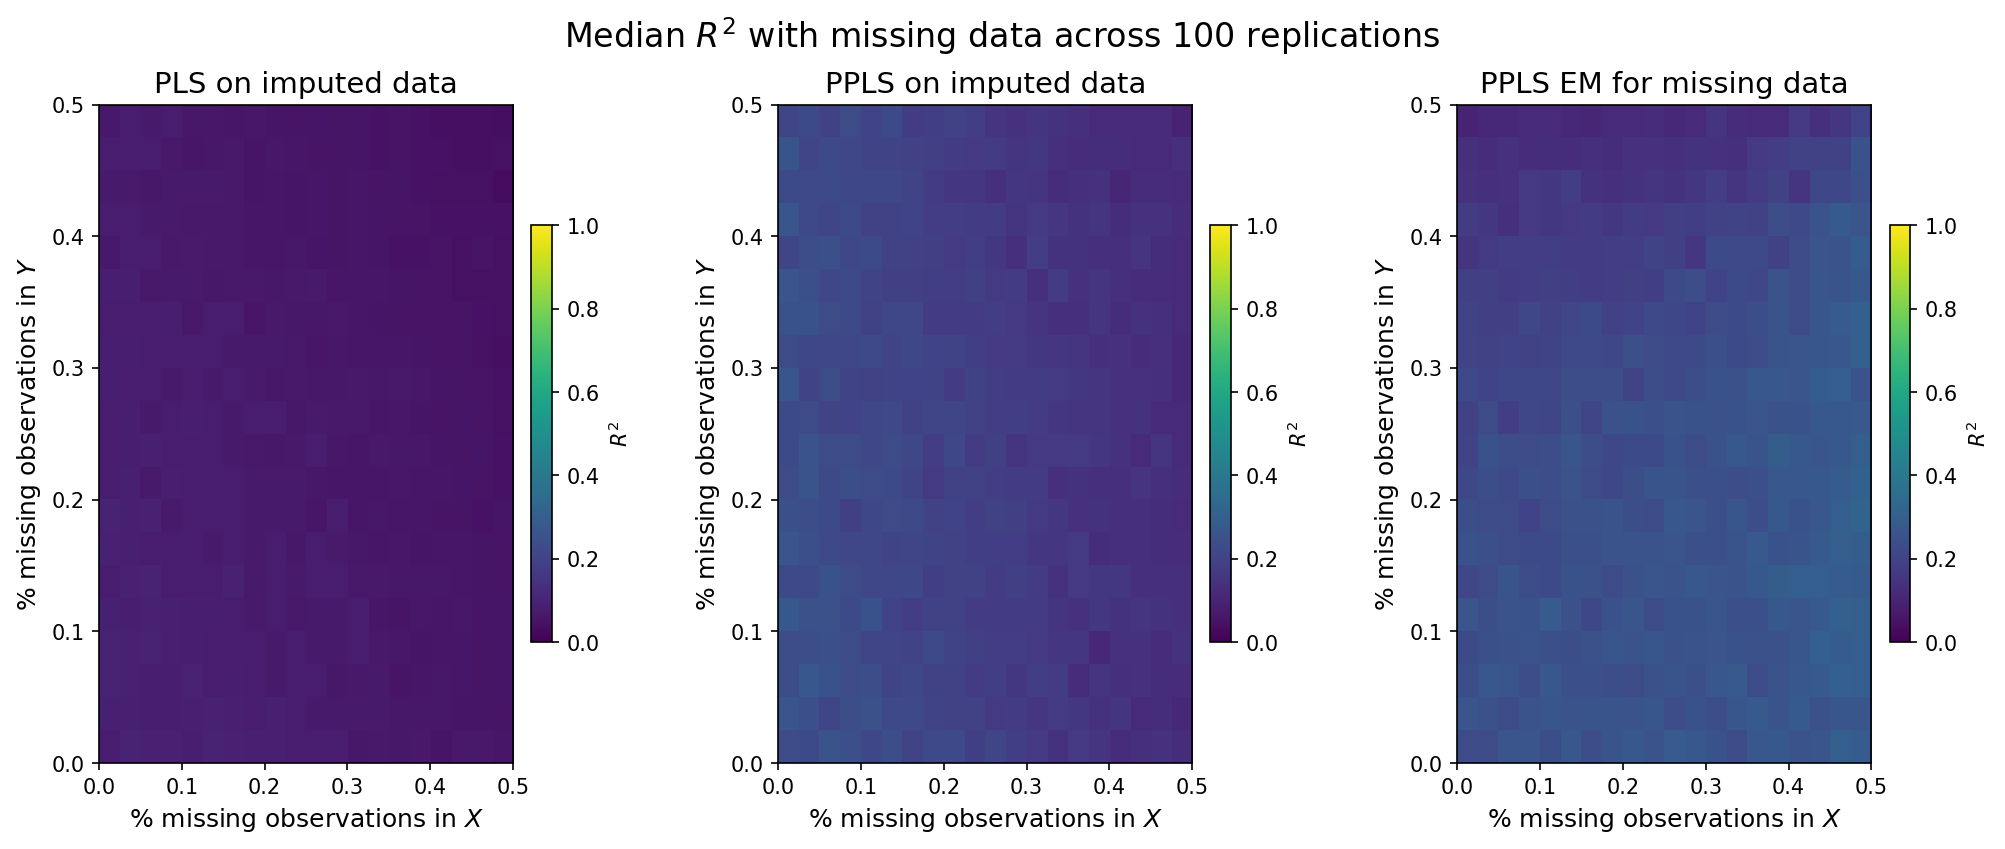 Median R² with missing data across 100 replications
PLS on imputed data
0.5
0.4
0.3
0.2
0.1
0.0
% missing observations in Y
0.0 0.1 0.2 0.3 0.4 0.5
% missing observations in X
1.0
0.8
0.6
0.4
0.2
0.0
R²
PPLS on imputed data
0.5
0.4
0.3
0.2
0.1
0.0
% missing observations in Y
0.0 0.1 0.2 0.3 0.4 0.5
% missing observations in X
1.0
0.8
0.6
0.4
0.2
0.0
R²
PPLS EM for missing data
0.5
0.4
0.3
0.2
0.1
0.0
% missing observations in Y
0.0 0.1 0.2 0.3 0.4 0.5
% missing observations in X
1.0
0.8
0.6
0.4
0.2
0.0
R²